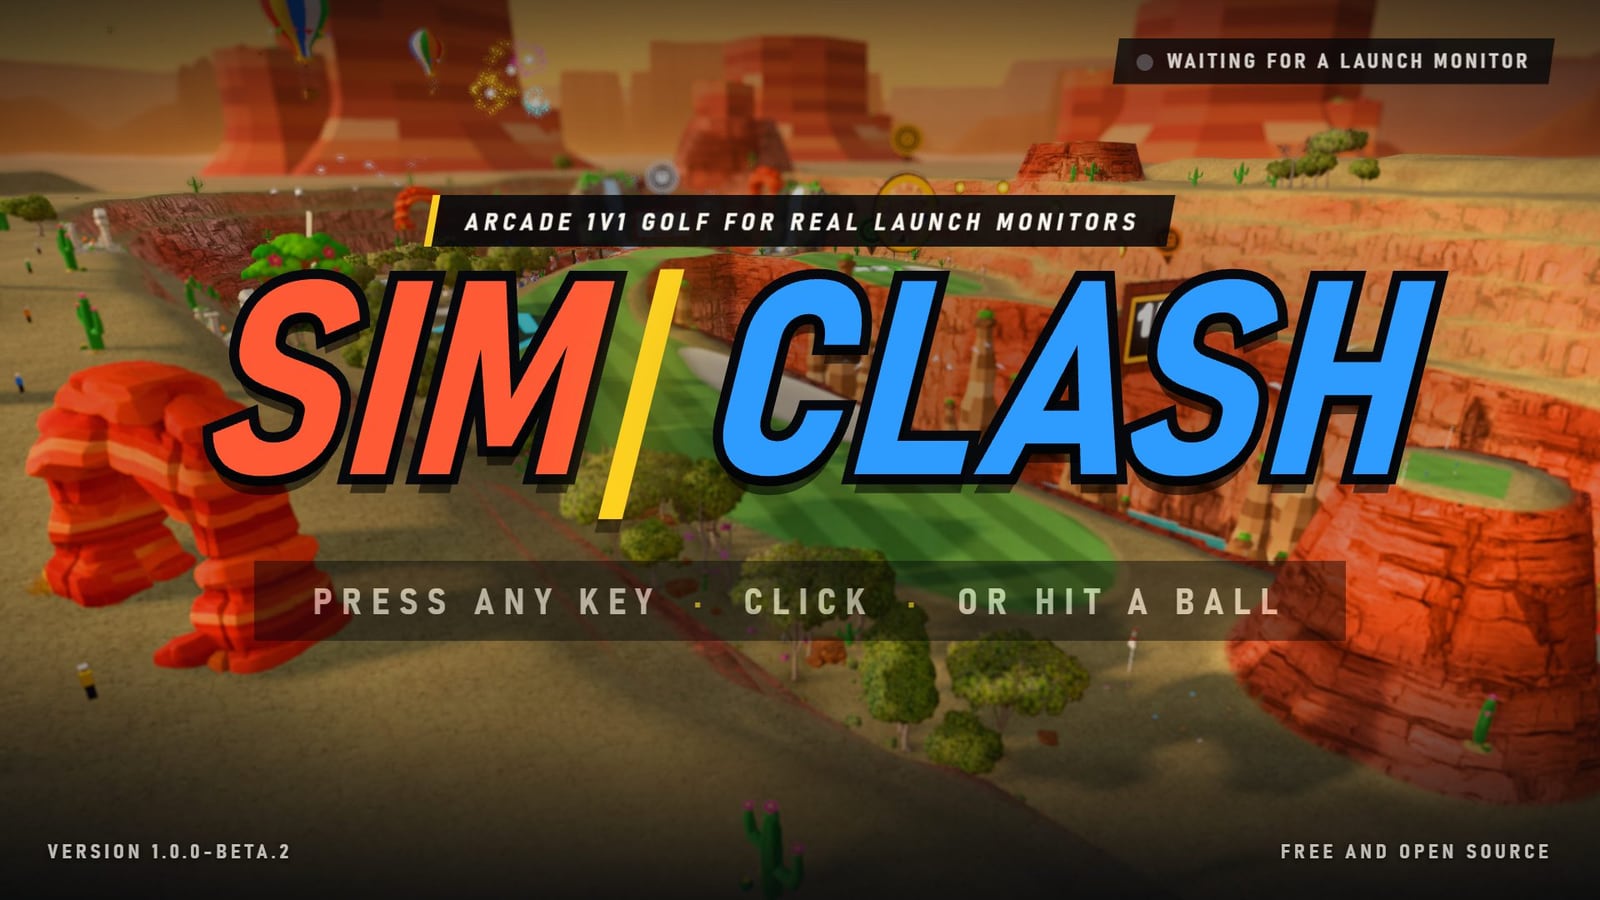 WAITING FOR A LAUNCH MONITOR
ARCADE 1V1 GOLF FOR REAL LAUNCH MONITORS
SIM/CLASH
PRESS ANY KEY · CLICK · OR HIT A BALL
VERSION 1.0.0-BETA.2
FREE AND OPEN SOURCE